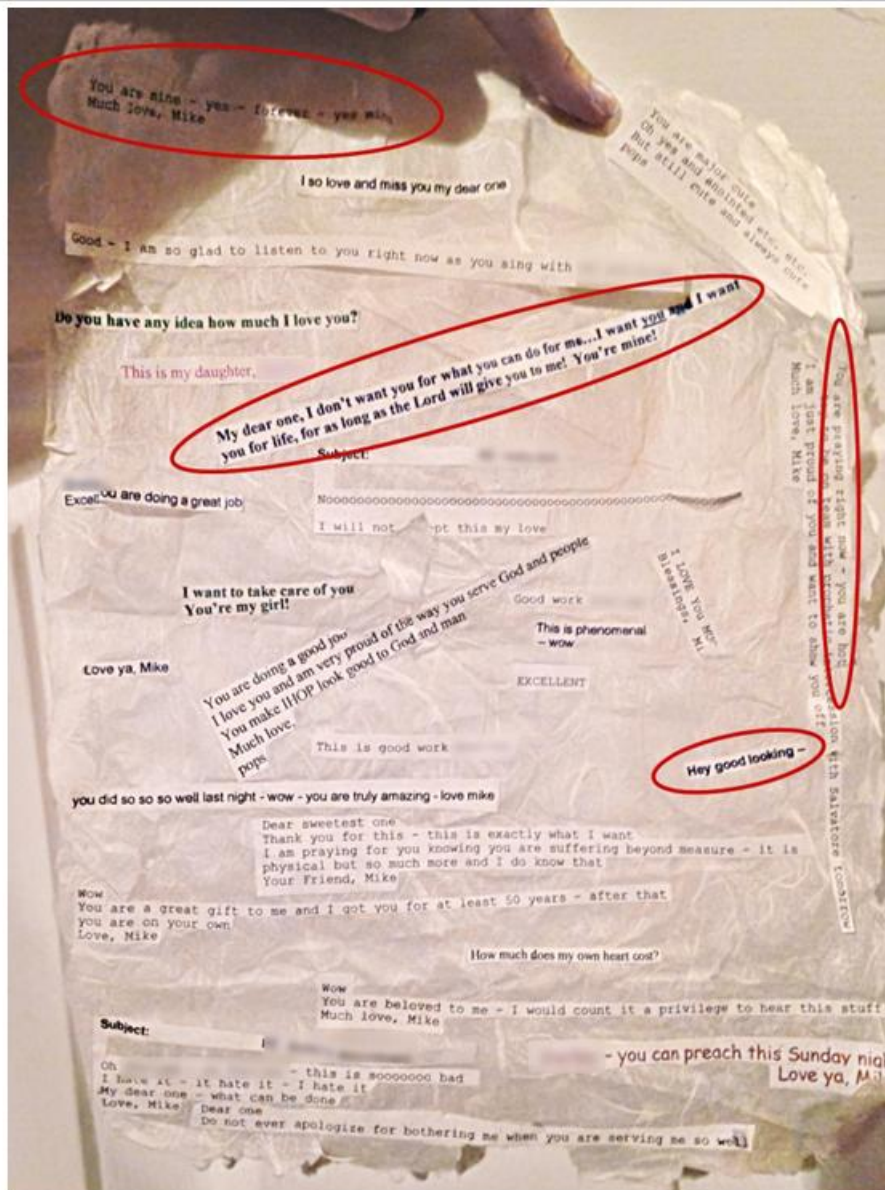 You are mine - yes - forever - yes
Much love, Mike
You are major cute
Oh yes and anointed etc. etc.
But still cute and always cute
pops
I so love and miss you my dear one
Good - I am so glad to listen to you right now as you sing with
Do you have any idea how much I love you?
This is my daughter,
My dear one, I don't want you for what you can do for me...I want you and I want
you for life, for as long as the Lord will give you to me! You're mine!
You are praying right now - you are hot
on team with session with Salvatore tomorrow
I am just proud of you and want to show you off
Much love, Mike
Subject:
you are doing a great job
Nooooooooooooooooooooooooooooooooooooooooooooooooooo
I will not this my love
I want to take care of you
You're my girl!
Good work
I LOVE You
Blessings,
This is phenomenal
– wow
Love ya, Mike
You are doing a good
I love you and am very proud of the way you serve God and people
You make IHOP look good to God and man
Much love,
pops
EXCELLENT
This is good work
Hey good looking –
you did so so so well last night - wow - you are truly amazing - love mike
Dear sweetest one
Thank you for this - this is exactly what I want
I am praying for you knowing you are suffering beyond measure - it is
physical but so much more and I do know that
Your Friend, Mike
Wow
You are a great gift to me and I got you for at least 50 years - after that
you are on your own
Love, Mike
How much does my own heart cost?
Wow
You are beloved to me - I would count it a privilege to hear this stuff
Much love, Mike
Subject:
- you can preach this Sunday
Love ya,
Oh - this is sooooooo bad
I hate it - it hate it - I hate it
My dear one - what can be done
Love, Mike
Dear one
Do not ever apologize for bothering me when you are serving me so well